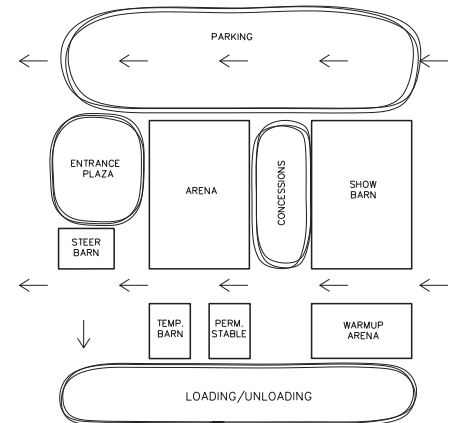 PARKING
ENTRANCE
PLAZA
ARENA
CONCESSIONS
SHOW
BARN
STEER
BARN
TEMP.
BARN
PERM.
STABLE
WARMUP
ARENA
LOADING/UNLOADING